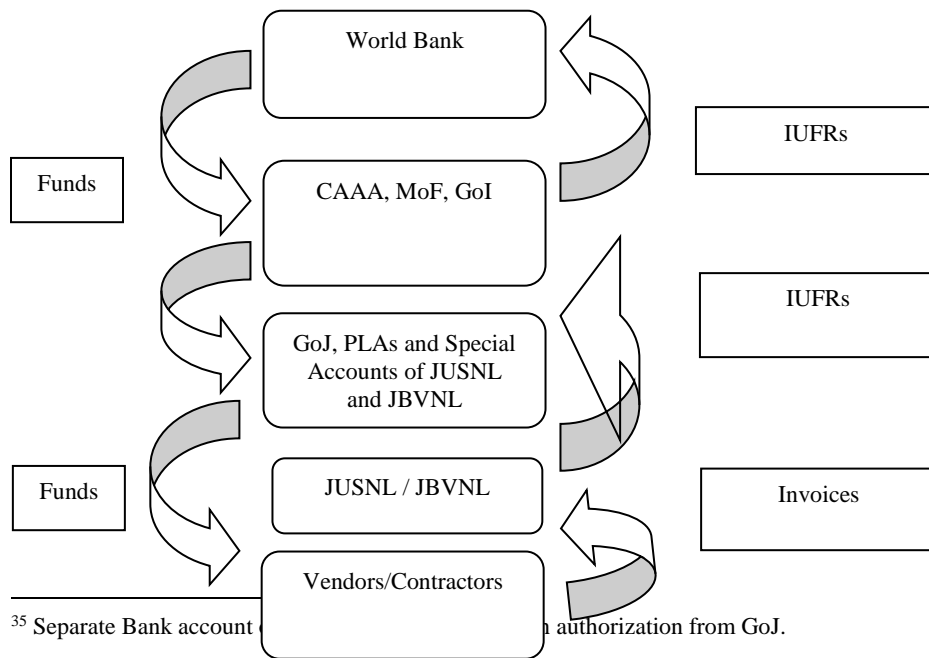 World Bank
IUFRs
Funds
CAAA, MoF, GoI
IUFRs
GoJ, PLAs and Special
Accounts of JUSNL
and JBVNL
Funds
JUSNL / JBVNL
Invoices
Vendors/Contractors
35 Separate Bank account authorization from GoJ.